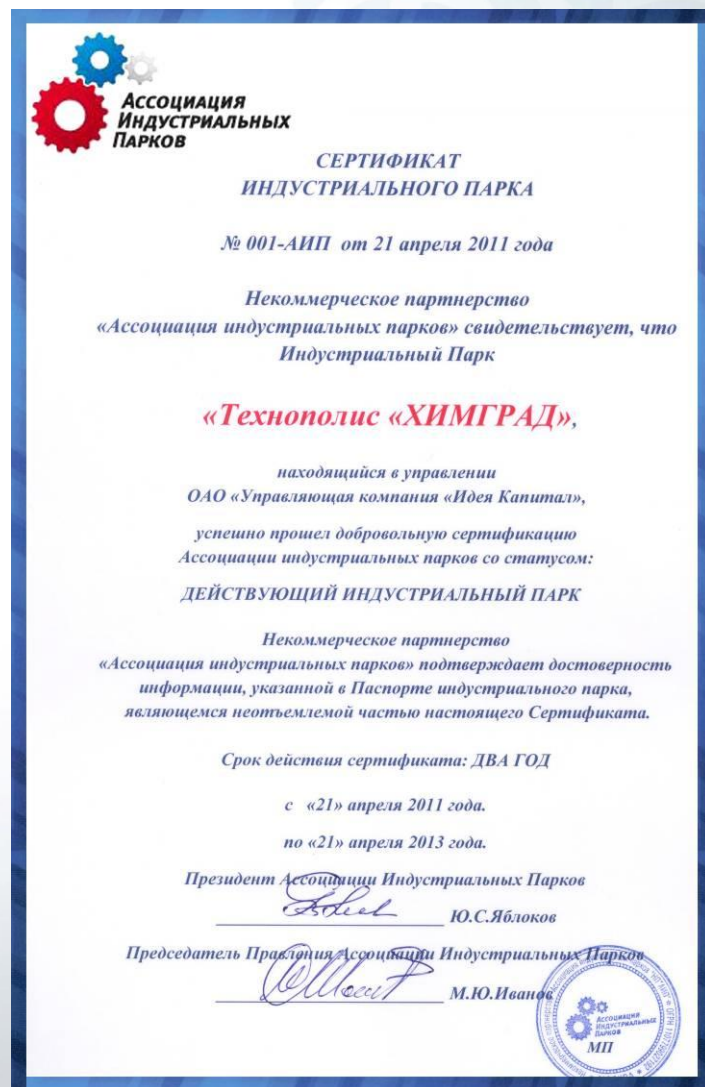 АССОЦИАЦИЯ
ИНДУСТРИАЛЬНЫХ
ПАРКОВ
СЕРТИФИКАТ
ИНДУСТРИАЛЬНОГО ПАРКА
№ 001-АИП от 21 апреля 2011 года
Некоммерческое партнерство
«Ассоциация индустриальных парков» свидетельствует, что
Индустриальный Парк
«Технополис «ХИМГРАД»,
находящийся в управлении
ОАО «Управляющая компания «Идея Капитал»,
успешно прошел добровольную сертификацию
Ассоциации индустриальных парков со статусом:
ДЕЙСТВУЮЩИЙ ИНДУСТРИАЛЬНЫЙ ПАРК
Некоммерческое партнерство
«Ассоциация индустриальных парков» подтверждает достоверность
информации, указанной в Паспорте индустриального парка,
являющемся неотъемлемой частью настоящего Сертификата.
Срок действия сертификата: ДВА ГОД
с «21» апреля 2011 года.
по «21» апреля 2013 года.
Президент Ассоциации Индустриальных Парков
Ю.С.Яблоков
Председатель Правления Ассоциации Индустриальных Парков
М.Ю.Иванов
АССОЦИАЦИЯ
ИНДУСТРИАЛЬНЫХ
ПАРКОВ
МП